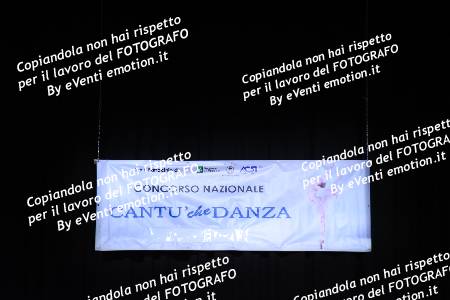 Copiandola non hai rispetto
per il lavoro del FOTOGRAFO
By eVenti emotion.it
Copiandola non hai rispetto
per il lavoro del FOTOGRAFO
By eVenti emotion.it
ACSI
CONCORSO NAZIONALE
CANTU' che DANZA
Copiandola non hai rispetto
per il lavoro del FOTOGRAFO
By eVenti emotion.it
Copiandola non hai rispetto
per il lavoro del FOTOGRAFO
By eVenti emotion.it
Copiandola non hai rispetto
per il lavoro del FOTOGRAFO
Copiandola non hai rispetto
per il lavoro del FOTOGRAFO